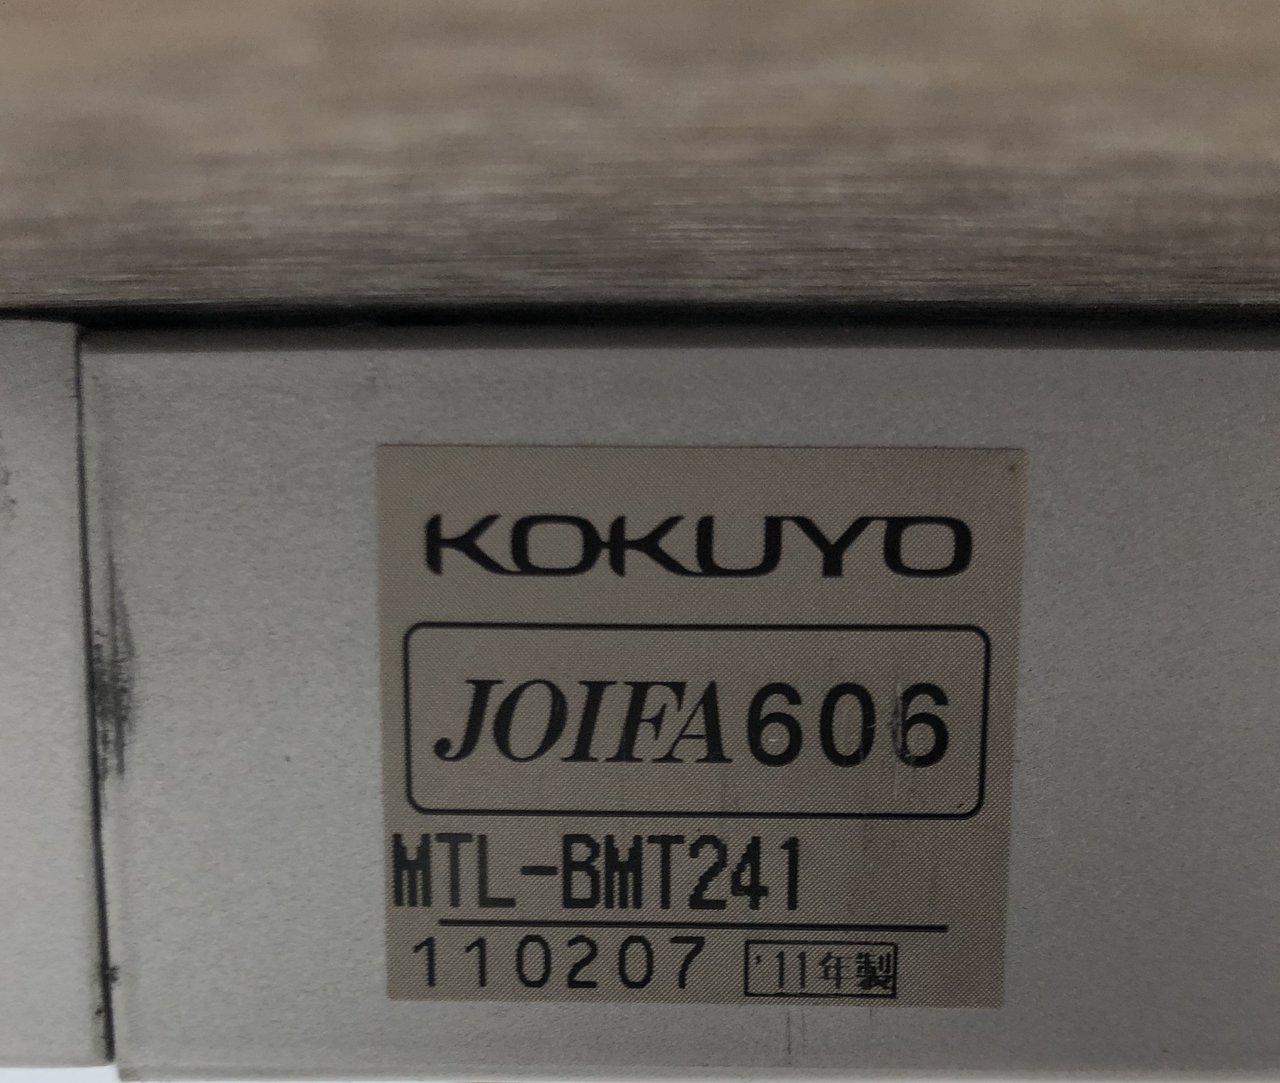 KOKUYO
JOIFA606
MTL-BMT241
110207 '11年製